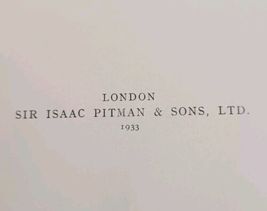 LONDON
SIR ISAAC PITMAN & SONS, LTD.
1933